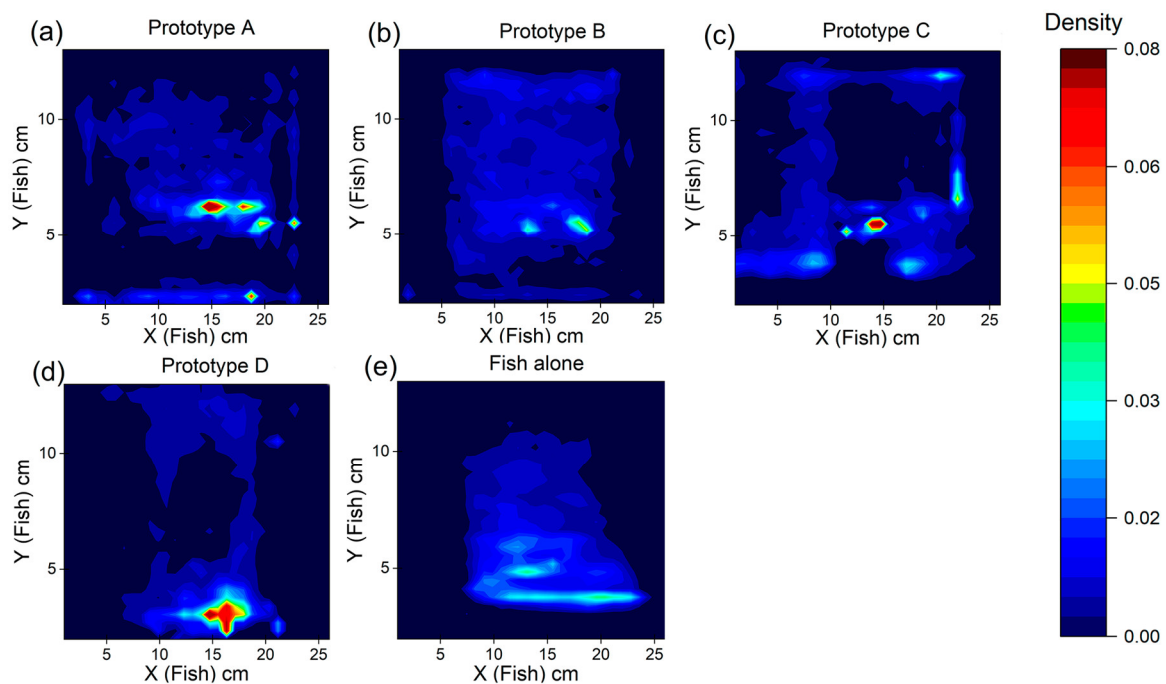 (a) Prototype A
Y (Fish) cm
10
5
5 10 15 20 25
X (Fish) cm
(b) Prototype B
Y (Fish) cm
10
5
5 10 15 20 25
X (Fish) cm
(c) Prototype C
Y (Fish) cm
10
5
5 10 15 20 25
X (Fish) cm
Density
0.08
0.06
0.05
0.03
0.02
0.00
(d) Prototype D
Y (Fish) cm
10
5
5 10 15 20 25
X (Fish) cm
(e) Fish alone
Y (Fish) cm
10
5
5 10 15 20 25
X (Fish) cm